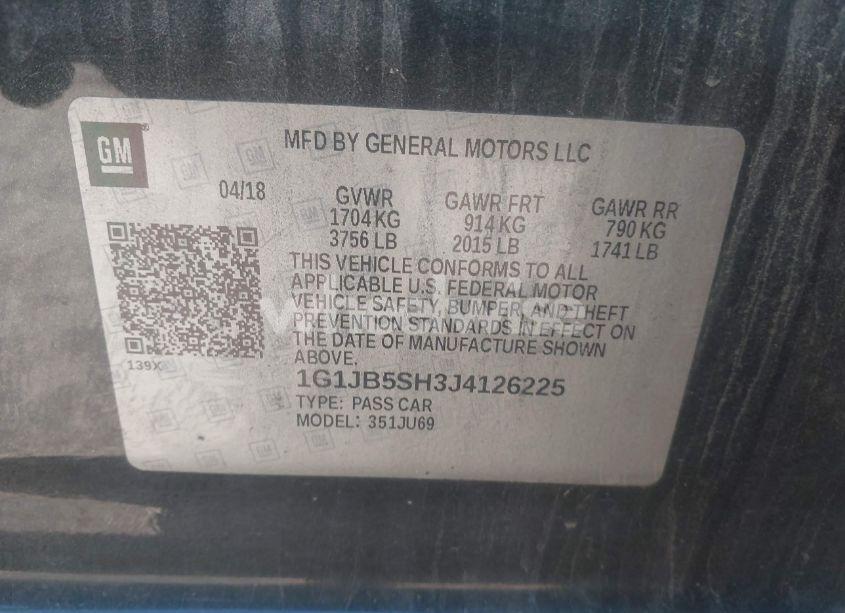 GM
MFD BY GENERAL MOTORS LLC
04/18
GVWR
1704 KG
3756 LB
GAWR FRT
914 KG
2015 LB
GAWR RR
790 KG
1741 LB
THIS VEHICLE CONFORMS TO ALL
APPLICABLE U.S. FEDERAL MOTOR
VEHICLE SAFETY, BUMPER, AND THEFT
PREVENTION STANDARDS IN EFFECT ON
THE DATE OF MANUFACTURE SHOWN
ABOVE.
139X
1G1JB5SH3J4126225
TYPE: PASS CAR
MODEL: 351JU69